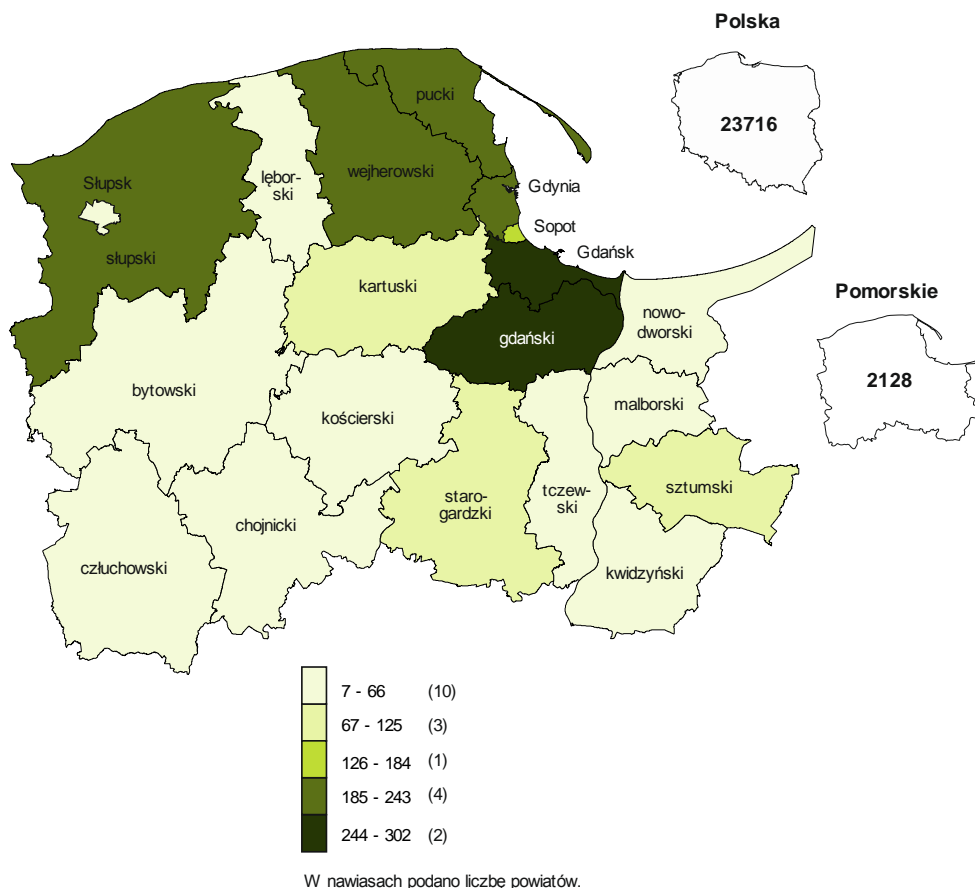 Polska
23716
pucki
wejherowski
lębor-
ski
Słupsk
słupski
Gdynia
Sopot
Gdańsk
kartuski
gdański
nowo-
dworski
Pomorskie
2128
bytowski
kościerski
malborski
staro-
gardzki
tczew-
ski
sztumski
chojnicki
człuchowski
kwidzyński
7 - 66 (10)
67 - 125 (3)
126 - 184 (1)
185 - 243 (4)
244 - 302 (2)
W nawiasach podano liczbę powiatów.